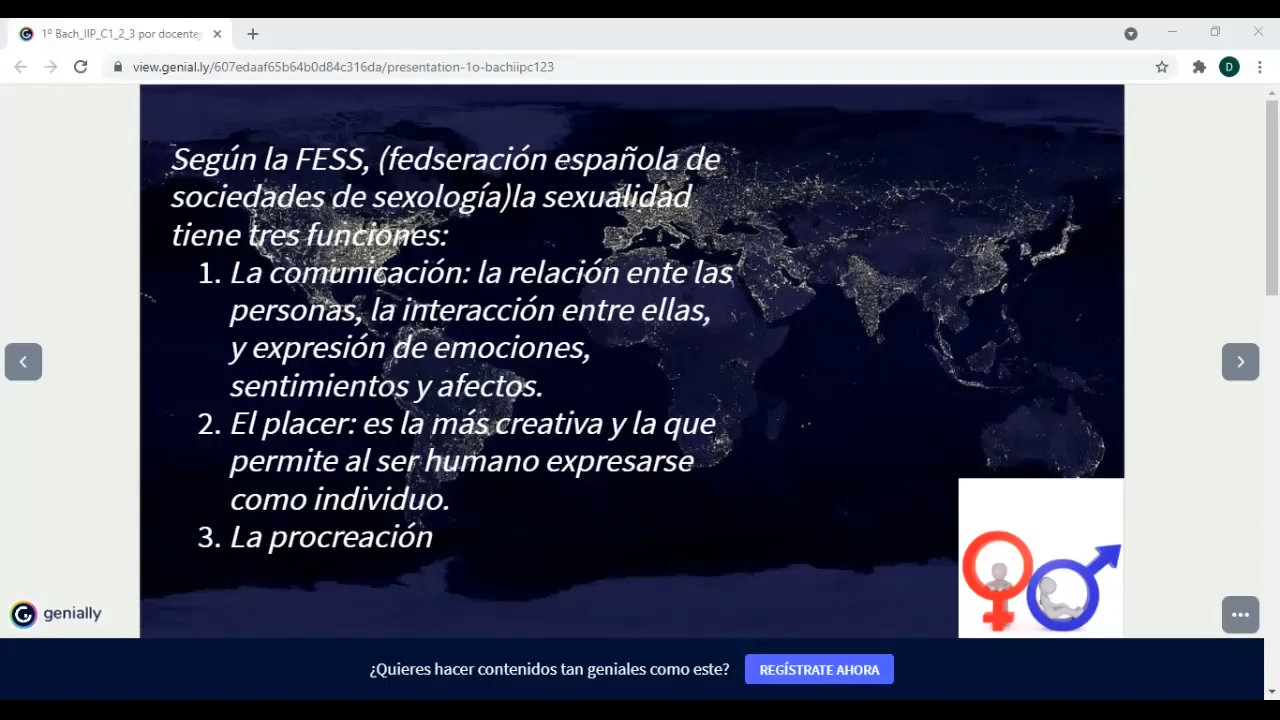 1º Bach_IIP_C1_2_3 por docentej
view.genial.ly/607edaaf65b64b0d84c316da/presentation-1o-bachiipc123
D
Según la FESS, (fedseración española de
sociedades de sexología)la sexualidad
tiene tres funciones:
1. La comunicación: la relación ente las
personas, la interacción entre ellas,
y expresión de emociones,
sentimientos y afectos.
2. El placer: es la más creativa y la que
permite al ser humano expresarse
como individuo.
3. La procreación
genially
¿Quieres hacer contenidos tan geniales como este? REGÍSTRATE AHORA